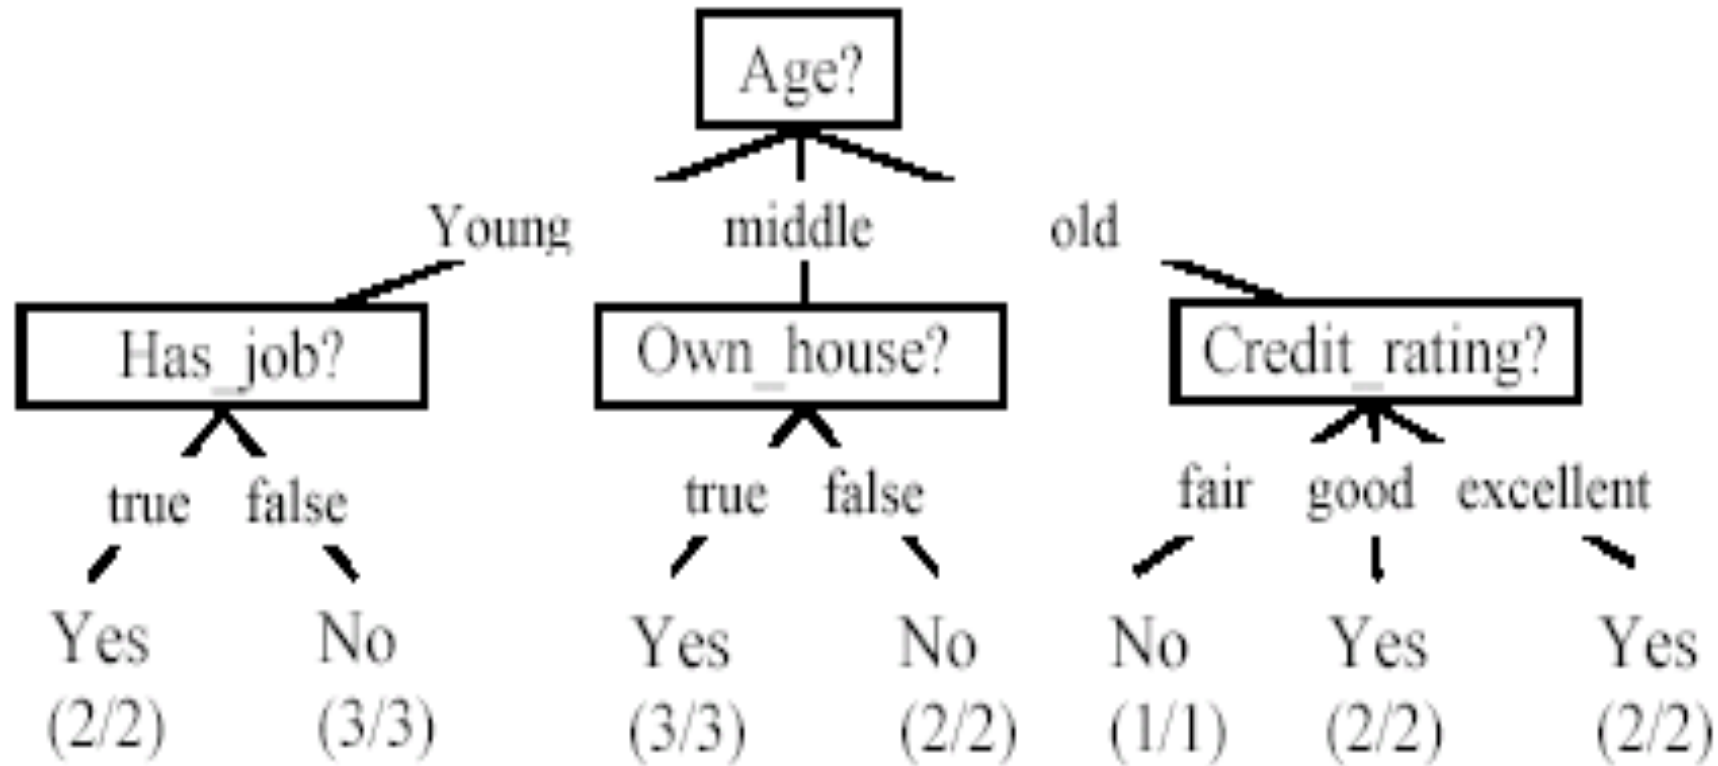 Age?
Young middle old
Has_job? Own_house? Credit_rating?
true false true false fair good excellent
Yes No Yes No No Yes Yes
(2/2) (3/3) (3/3) (2/2) (1/1) (2/2) (2/2)